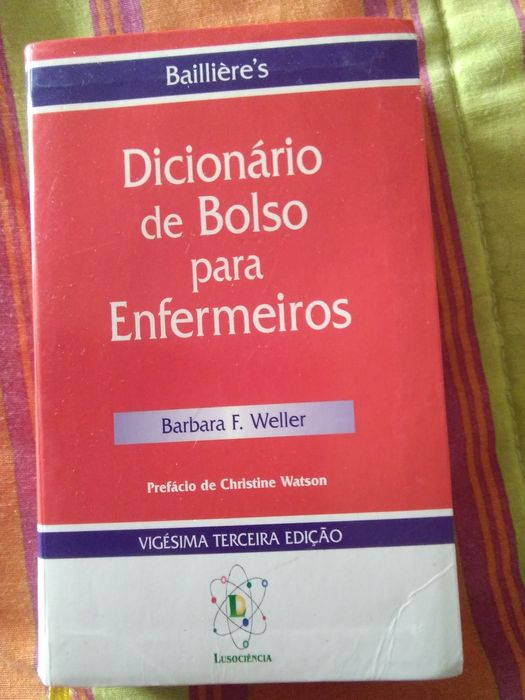 Baillière's
Dicionário
de Bolso
para
Enfermeiros
Barbara F. Weller
Prefácio de Christine Watson
VIGÉSIMA TERCEIRA EDIÇÃO
L
LUSOCIÊNCIA